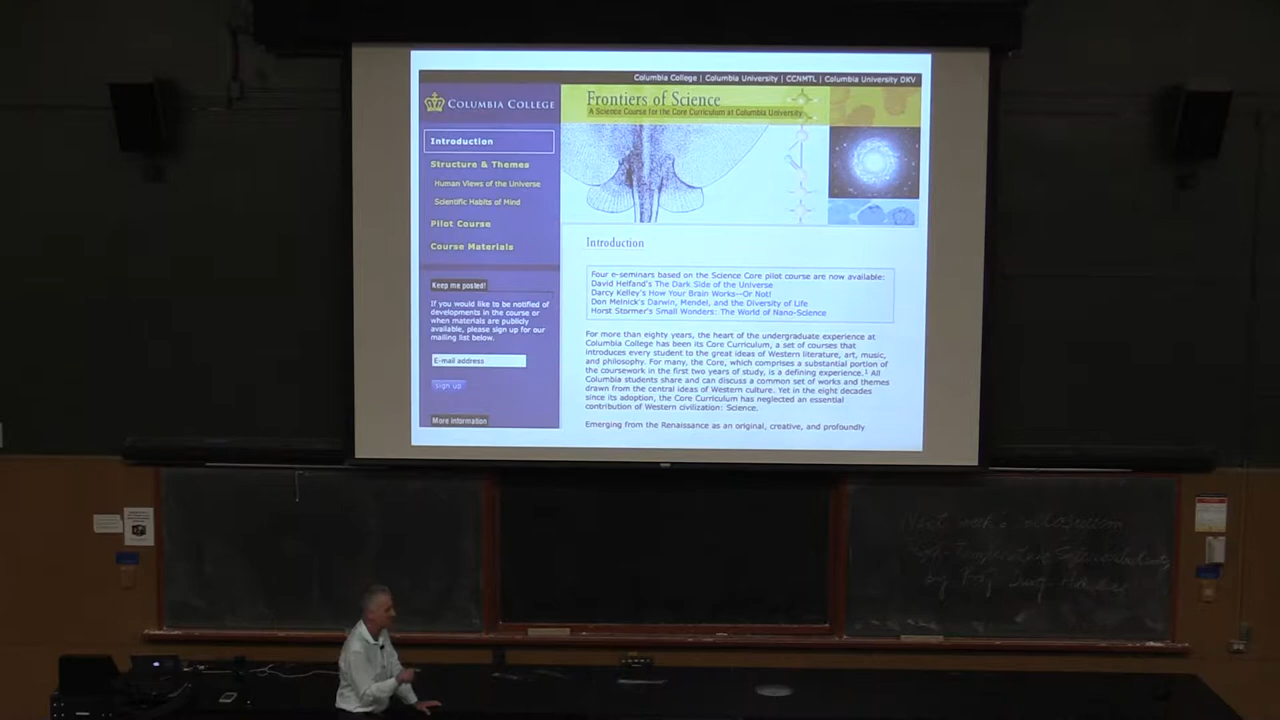 Columbia College | Columbia University | CCNMTL | Columbia University DKV
COLUMBIA COLLEGE
Frontiers of Science
A Science Course for the Core Curriculum at Columbia University
Introduction
Structure & Themes
Human Views of the Universe
Scientific Habits of Mind
Pilot Course
Course Materials
Keep me posted!
If you would like to be notified of
developments in the course or
when materials are publicly
available, please sign up for our
mailing list below.
E-mail address
sign up
More information
Introduction
Four e-seminars based on the Science Core pilot course are now available:
David Helfand's The Dark Side of the Universe
Darcy Kelley's How Your Brain Works--Or Not!
Don Melnick's Darwin, Mendel, and the Diversity of Life
Horst Stormer's Small Wonders: The World of Nano-Science
For more than eighty years, the heart of the undergraduate experience at
Columbia College has been its Core Curriculum, a set of courses that
introduces every student to the great ideas of Western literature, art, music,
and philosophy. For many, the Core, which comprises a substantial portion of
the coursework in the first two years of study, is a defining experience.1 All
Columbia students share and can discuss a common set of works and themes
drawn from the central ideas of Western culture. Yet in the eight decades
since its adoption, the Core Curriculum has neglected an essential
contribution of Western civilization: Science.
Emerging from the Renaissance as an original, creative, and profoundly
Next week's
by